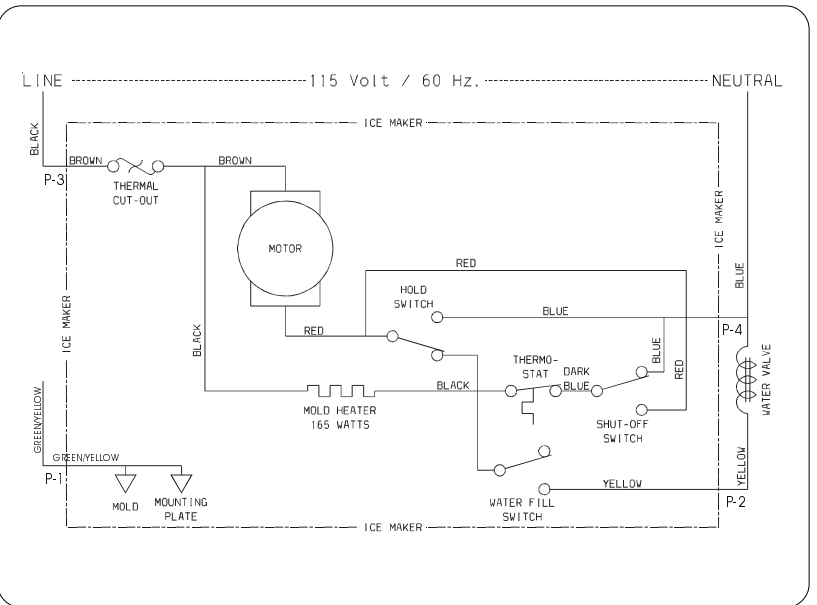 LINE 115 Volt / 60 Hz. NEUTRAL
ICE MAKER
BLACK
BROWN
BROWN
P-3
THERMAL
CUT-OUT
MOTOR
ICE MAKER
RED
HOLD
SWITCH
BLUE
BLUE
P-4
RED
BLACK
ICE MAKER
THERMO-
STAT
DARK
BLUE
BLUE
RED
WATER VALVE
BLACK
MOLD HEATER
165 WATTS
SHUT-OFF
SWITCH
GREEN/YELLOW
GREEN/YELLOW
P-1
MOLD
MOUNTING
PLATE
YELLOW
YELLOW
WATER FILL
SWITCH
P-2
ICE MAKER